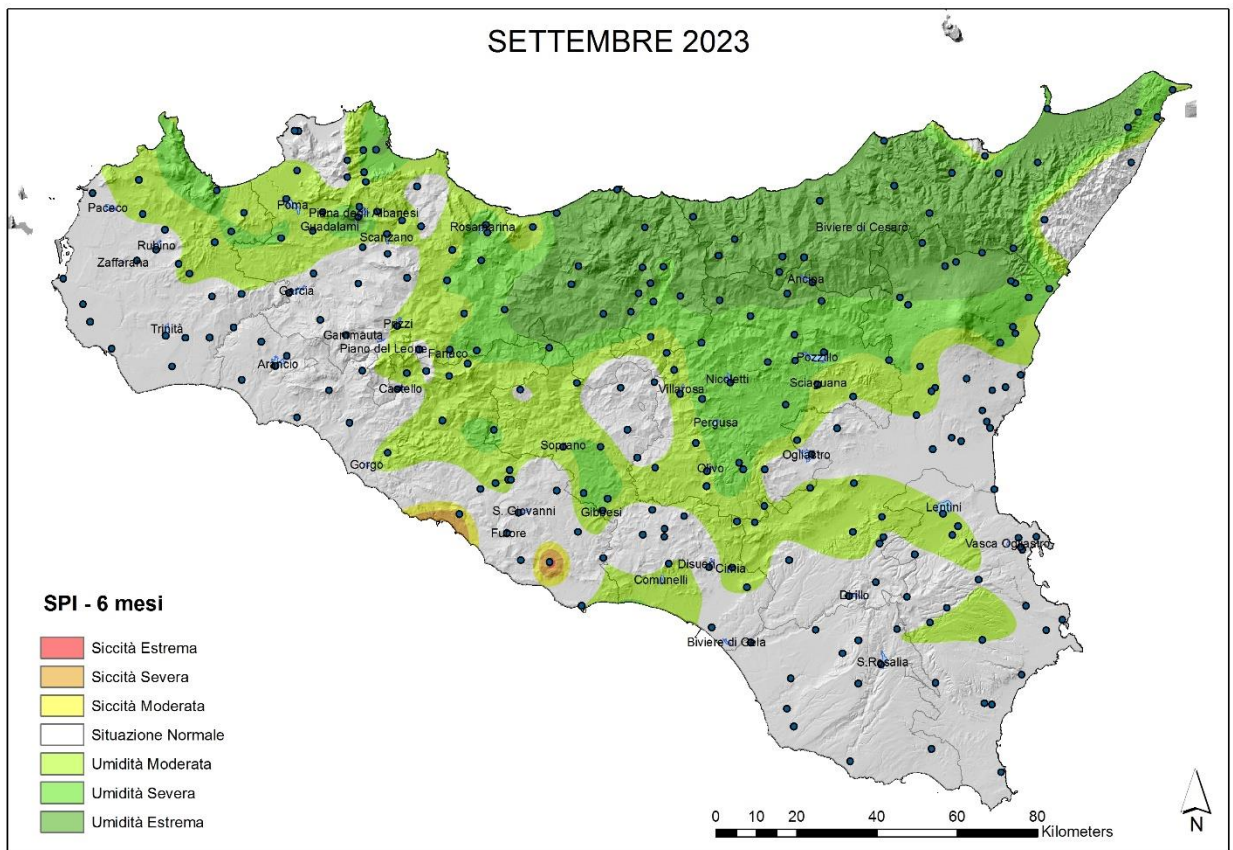 SETTEMBRE 2023
Paceco
Poma
Piana degli Albanesi
Guadalami
Scanzano
Rosamarina
Rubino
Zaffarana
Garcia
Biviere di Cesarò
Ancipa
Trinità
Prizzi
Gammauta
Piano del Leone
Fanaco
Arancio
Castello
Villarosa
Nicoletti
Pozzillo
Sciaguana
Pergusa
Soprano
Gorgo
Olivo
Ogliastro
S. Giovanni
Gibbesi
Furore
Lentini
Vasca Ogliastro
Disueri
Cimia
Comunelli
Dirillo
Biviere di Gela
S.Rosalia
SPI - 6 mesi
Siccità Estrema
Siccità Severa
Siccità Moderata
Situazione Normale
Umidità Moderata
Umidità Severa
Umidità Estrema
0 10 20 40 60 80
Kilometers
N